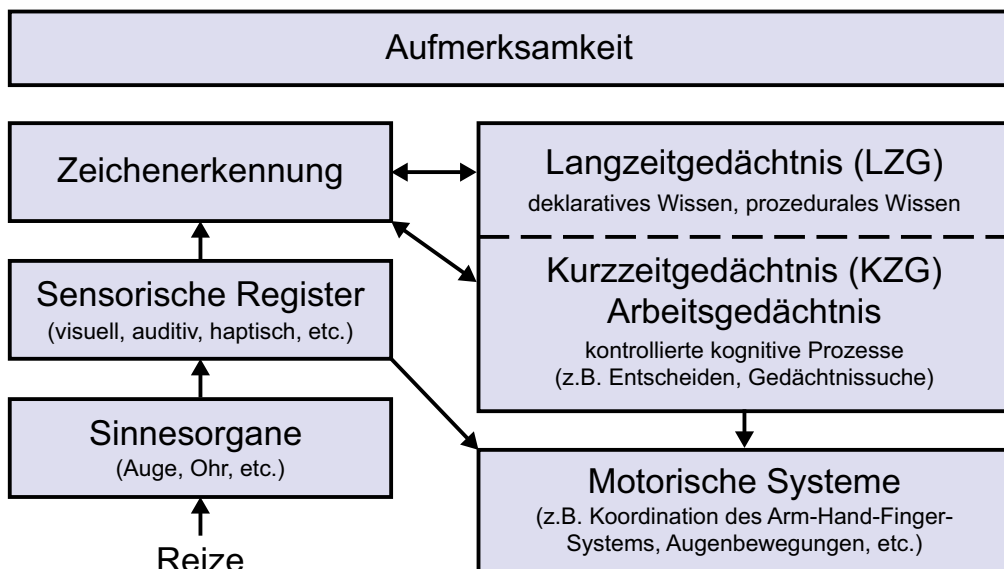 Aufmerksamkeit
Zeichenerkennung
Sensorische Register
(visuell, auditiv, haptisch, etc.)
Sinnesorgane
(Auge, Ohr, etc.)
Reize
Langzeitgedächtnis (LZG)
deklaratives Wissen, prozedurales Wissen
Kurzzeitgedächtnis (KZG)
Arbeitsgedächtnis
kontrollierte kognitive Prozesse
(z.B. Entscheiden, Gedächtnissuche)
Motorische Systeme
(z.B. Koordination des Arm-Hand-Finger-
Systems, Augenbewegungen, etc.)